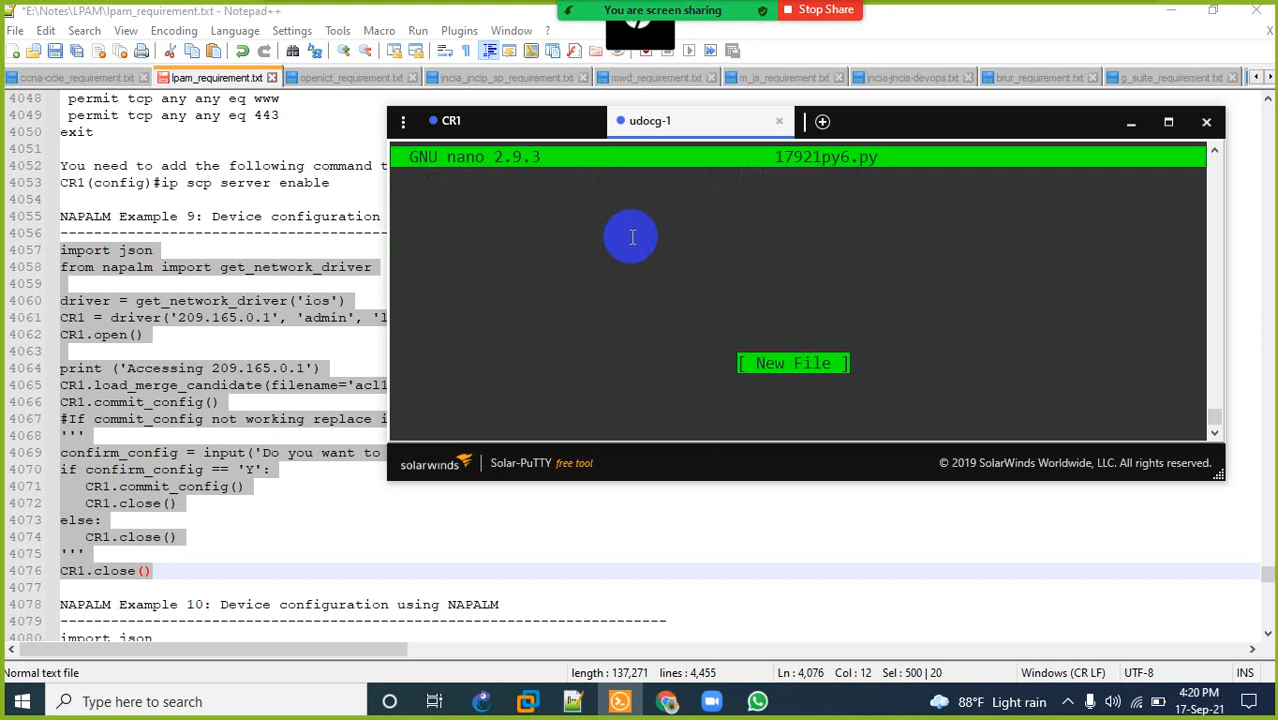 *E:\Notes\LPAM\lpam_requirement.txt - Notepad++
You are screen sharing
Stop Share
File Edit Search View Encoding Language Settings Tools Macro Run Plugins Window ?
X
ccna-ccie_requirement.txt lpam_requirement.txt openict_requirement.txt jncia_jncip_sp_requirement.txt mwd_requirement.txt m_js_requirement.txt jncia-jncis-devops.txt brur_requirement.txt g_suite_requirement.txt
4048 permit tcp any any eq www
4049 permit tcp any any eq 443
4050 exit
4051
4052 You need to add the following command t
4053 CR1(config)#ip scp server enable
4054
4055 NAPALM Example 9: Device configuration
4056 ---------------------------------------
4057 import json
4058 from napalm import get_network_driver
4059
4060 driver = get_network_driver('ios')
4061 CR1 = driver('209.165.0.1', 'admin', 'l
4062 CR1.open()
4063
4064 print ('Accessing 209.165.0.1')
4065 CR1.load_merge_candidate(filename='acl1
4066 CR1.commit_config()
4067 #If commit_config not working replace i
4068 '''
4069 confirm_config = input('Do you want to
4070 if confirm_config == 'Y':
4071 CR1.commit_config()
4072 CR1.close()
4073 else:
4074 CR1.close()
4075 '''
4076 CR1.close()
4077
4078 NAPALM Example 10: Device configuration using NAPALM
4079 -------------------------------------------------------------------------
4080 import json
CR1 udocg-1
GNU nano 2.9.3 17921py6.py
[ New File ]
solarwinds Solar-PuTTY free tool © 2019 SolarWinds Worldwide, LLC. All rights reserved.
Normal text file length : 137,271 lines : 4,455 Ln : 4,076 Col : 12 Sel : 500 | 20 Windows (CR LF) UTF-8 INS
Type here to search
88°F Light rain
4:20 PM
17-Sep-21